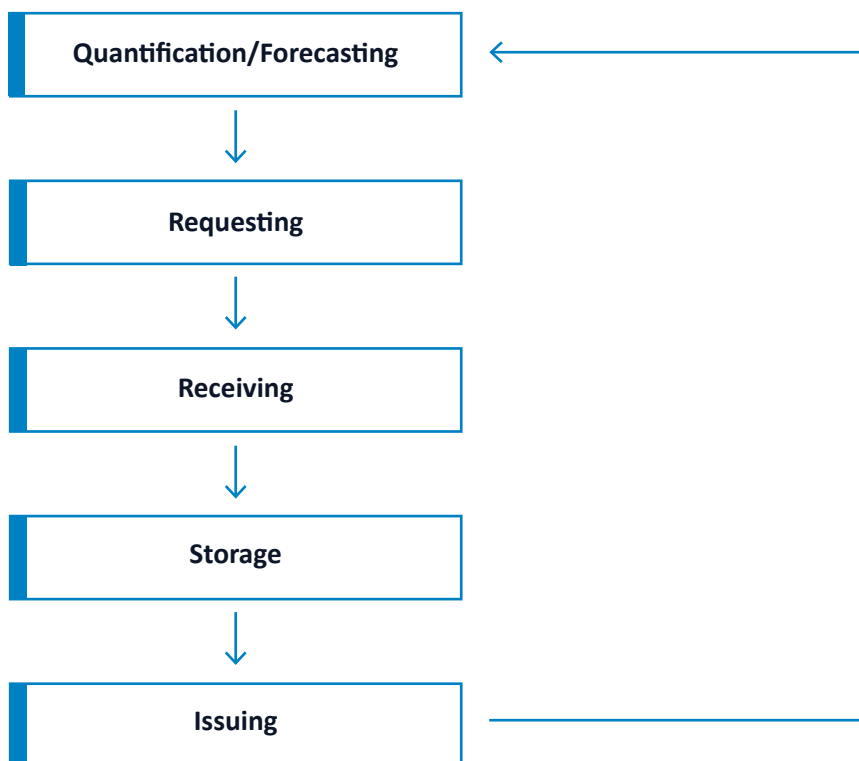 Quantification/Forecasting
Requesting
Receiving
Storage
Issuing